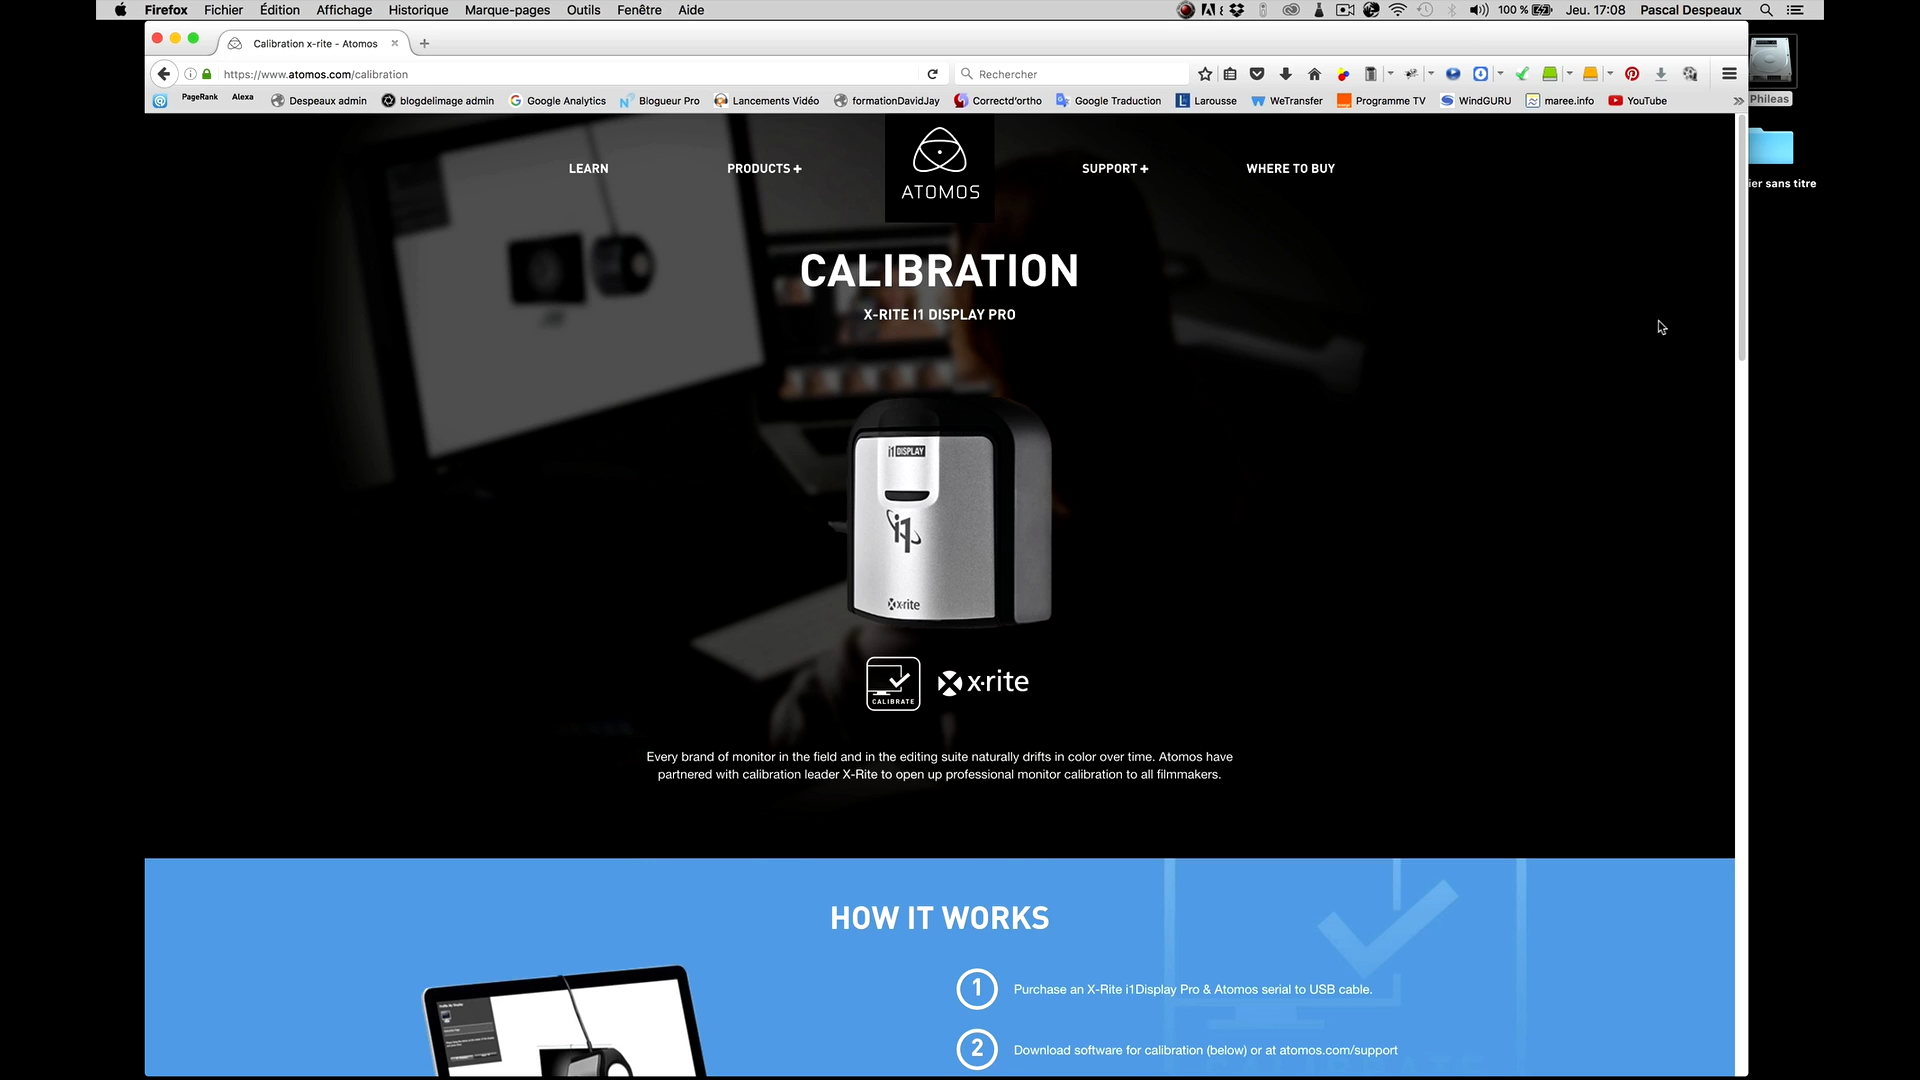 Firefox Fichier Édition Affichage Historique Marque-pages Outils Fenêtre Aide 100 % Jeu. 17:08 Pascal Despeaux
Calibration x-rite - Atomos
https://www.atomos.com/calibration Rechercher
PageRank Alexa Despeaux admin blogdelimage admin Google Analytics Blogueur Pro Lancements Vidéo formationDavidJay Correctd'ortho Google Traduction Larousse WeTransfer Programme TV WindGURU maree.info YouTube
Phileas
ier sans titre
LEARN PRODUCTS + ATOMOS SUPPORT + WHERE TO BUY
CALIBRATION
X-RITE I1 DISPLAY PRO
i1 DISPLAY
i1
x-rite
CALIBRATE x·rite
Every brand of monitor in the field and in the editing suite naturally drifts in color over time. Atomos have
partnered with calibration leader X-Rite to open up professional monitor calibration to all filmmakers.
HOW IT WORKS
1 Purchase an X-Rite i1Display Pro & Atomos serial to USB cable.
2 Download software for calibration (below) or at atomos.com/support